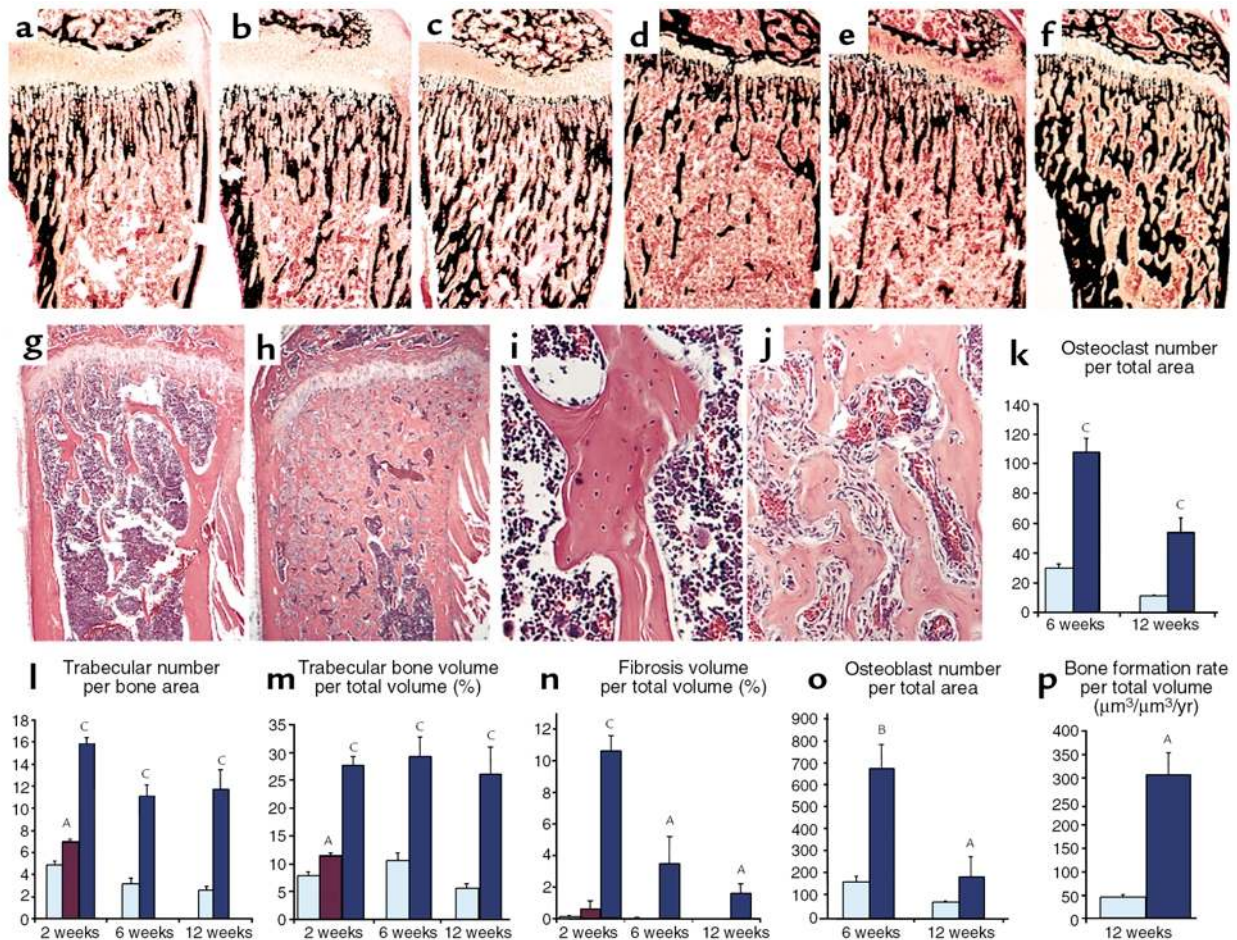 a
b
c
d
e
f
g
h
i
j
k
Osteoclast number
per total area
140
120
100
80
60
40
20
0
C
C
6 weeks
12 weeks
l
Trabecular number
per bone area
18
16
14
12
10
8
6
4
2
0
A
C
C
C
2 weeks
6 weeks
12 weeks
m
Trabecular bone volume
per total volume (%)
35
30
25
20
15
10
5
0
A
C
C
C
2 weeks
6 weeks
12 weeks
n
Fibrosis volume
per total volume (%)
12
10
8
6
4
2
0
C
A
A
2 weeks
6 weeks
12 weeks
o
Osteoblast number
per total area
900
800
700
600
500
400
300
200
100
0
B
A
6 weeks
12 weeks
p
Bone formation rate
per total volume
(µm³/µm³/yr)
400
350
300
350
200
250
100
50
0
A
12 weeks